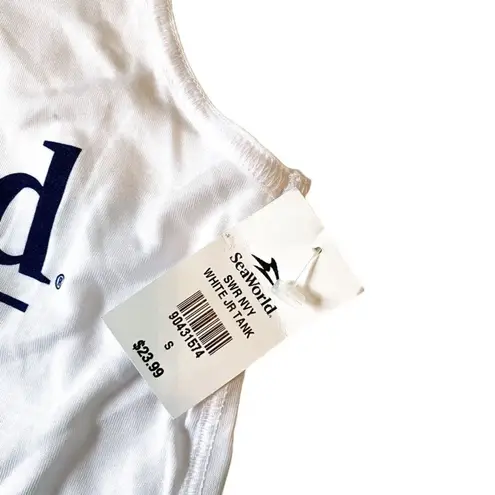 d®
SeaWorld.
SWR NVY
WHITE JR TANK
90431574
S
$23.99